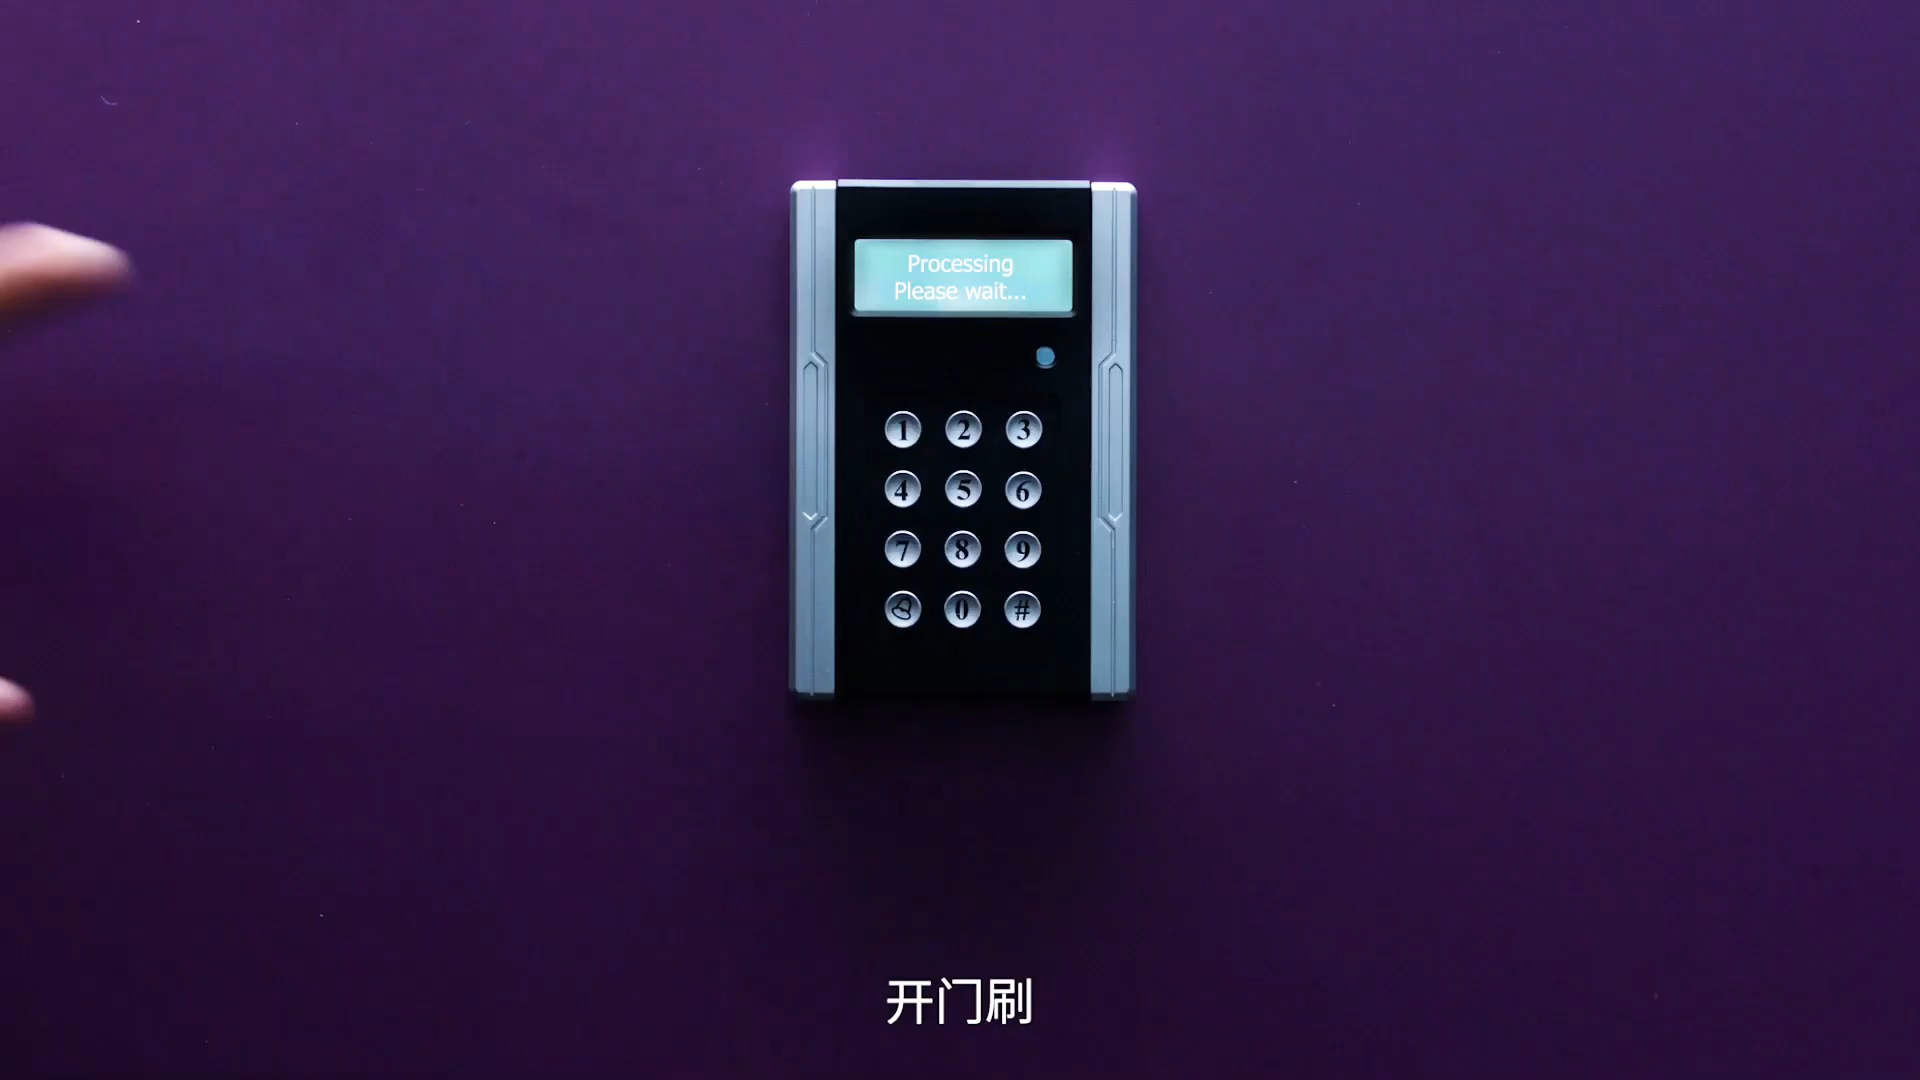 Processing
Please wait...
1 2 3
4 5 6
7 8 9
0 #
开门刷